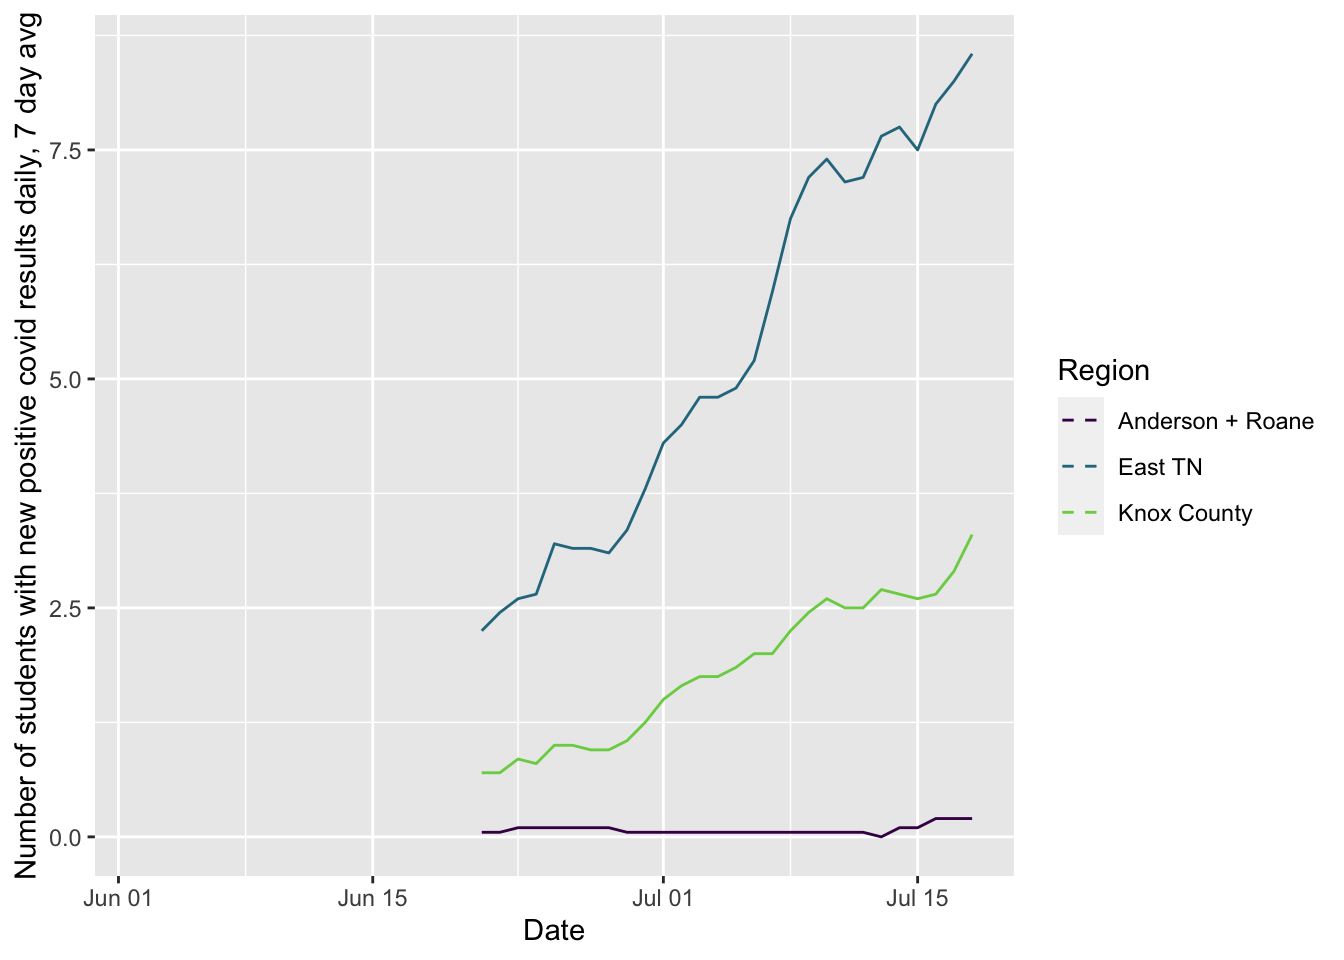 Number of students with new positive covid results daily, 7 day avg
7.5
5.0
2.5
0.0
Jun 01
Jun 15
Jul 01
Jul 15
Date
Region
Anderson + Roane
East TN
Knox County